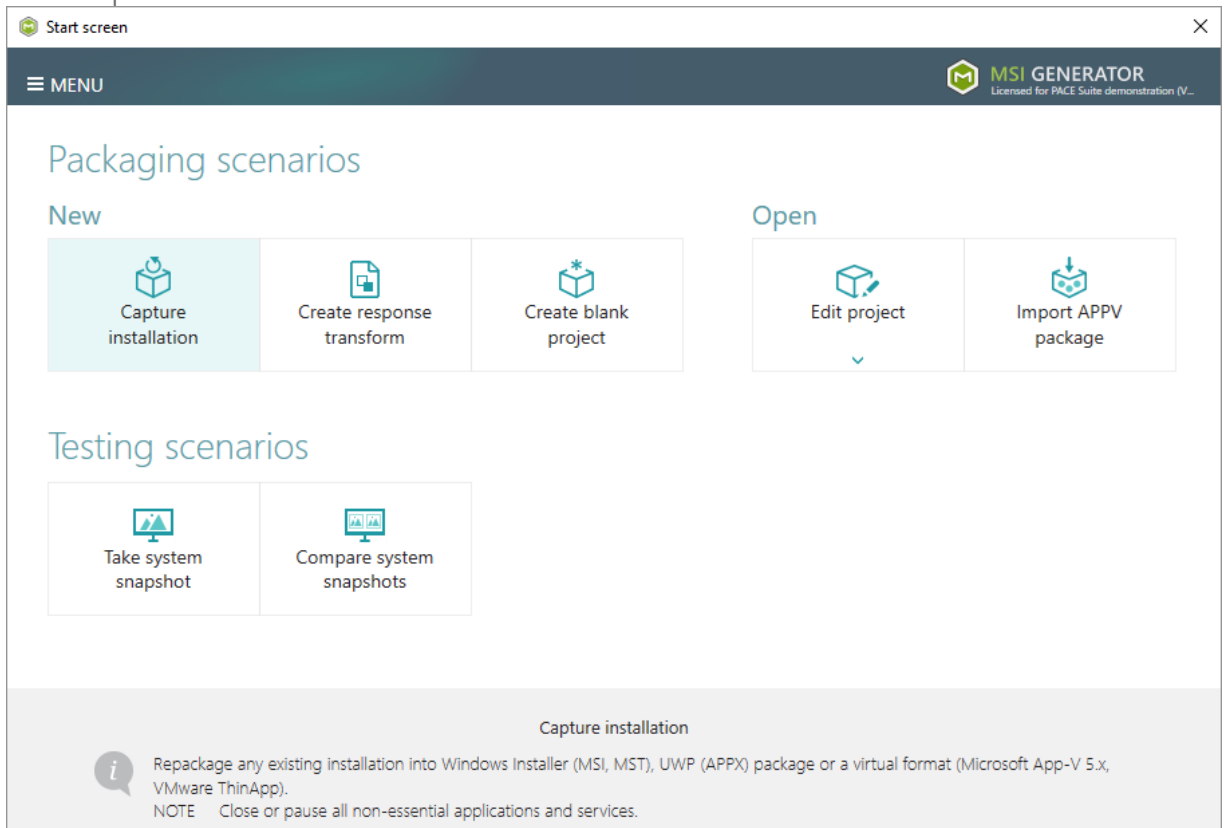 Start screen
MENU
MSI GENERATOR
Licensed for PACE Suite demonstration (V...
Packaging scenarios
New
Open
Capture
installation
Create response
transform
Create blank
project
Edit project
Import APPV
package
Testing scenarios
Take system
snapshot
Compare system
snapshots
Capture installation
Repackage any existing installation into Windows Installer (MSI, MST), UWP (APPX) package or a virtual format (Microsoft App-V 5.x,
VMware ThinApp).
NOTE Close or pause all non-essential applications and services.